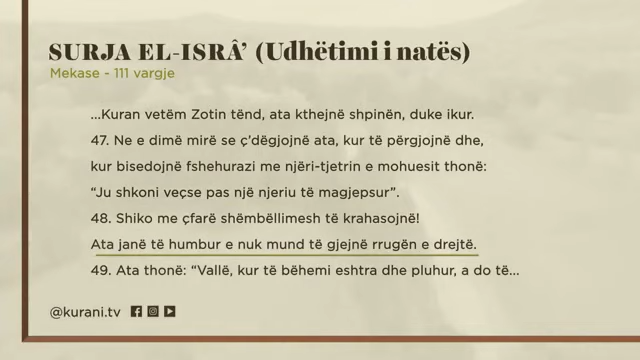 SURJA EL-ISRÂ’ (Udhëtimi i natës)
Mekase - 111 vargje
...Kuran vetëm Zotin tënd, ata kthejnë shpinën, duke ikur.
47. Ne e dimë mirë se ç’dëgjojnë ata, kur të përgjojnë dhe,
kur bisedojnë fshehurazi me njëri-tjetrin e mohuesit thonë:
“Ju shkoni veçse pas një njeriu të magjepsur”.
48. Shiko me çfarë shëmbëllimesh të krahasojnë!
Ata janë të humbur e nuk mund të gjejnë rrugën e drejtë.
49. Ata thonë: “Vallë, kur të bëhemi eshtra dhe pluhur, a do të...
@kurani.tv